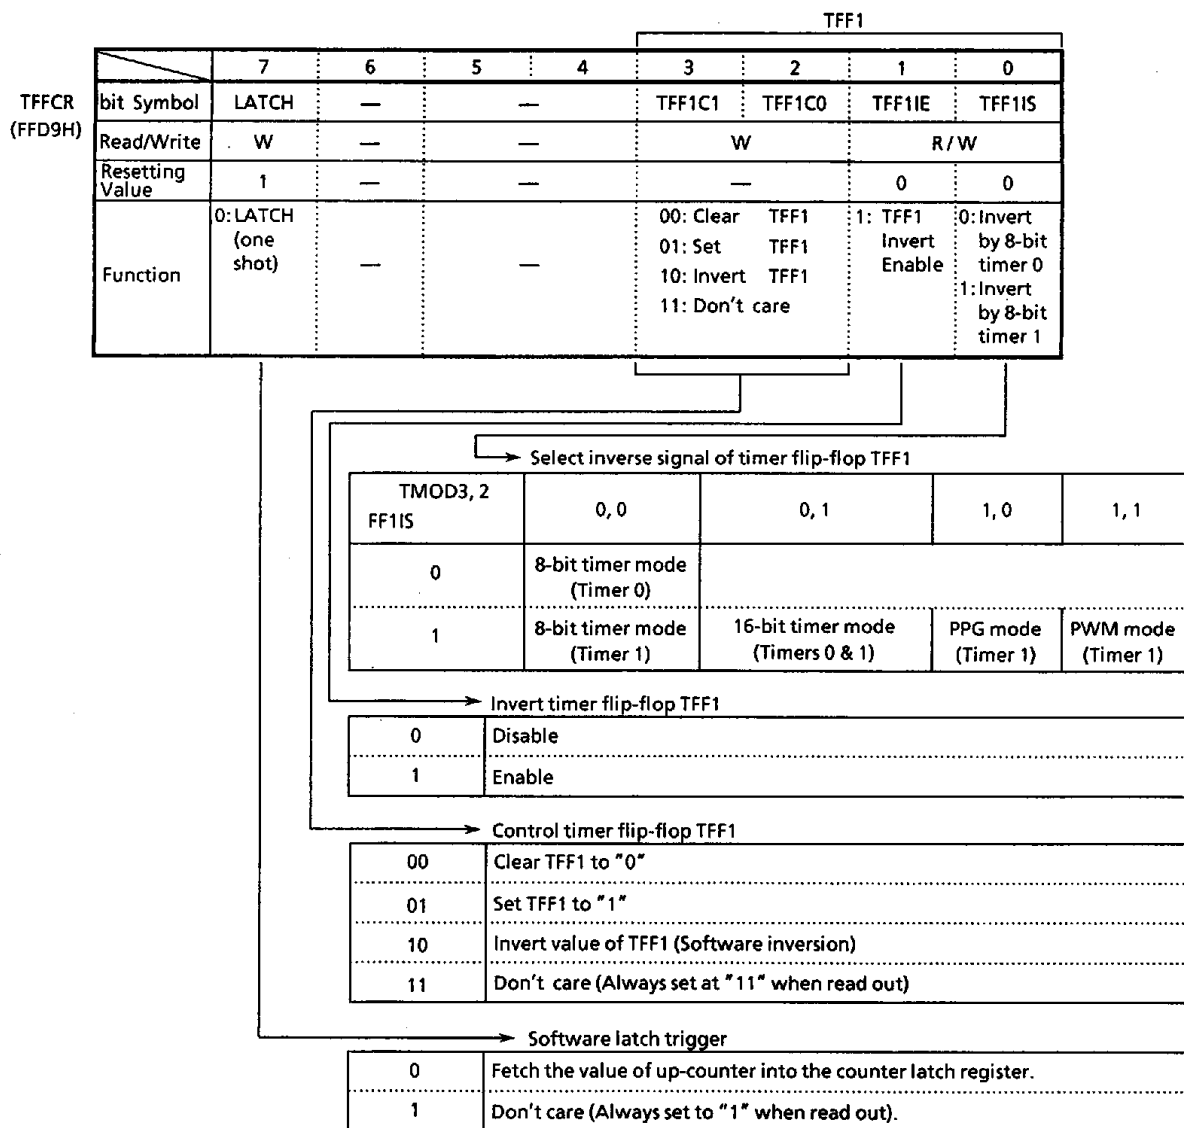 TFF1
7 6 5 4 3 2 1 0
TFFCR
(FFD9H)
bit Symbol LATCH — — TFF1C1 TFF1C0 TFF1IE TFF1IS
Read/Write W — — W R/W
Resetting
Value
1 — — — 0 0
Function
0: LATCH
(one
shot)
—
—
00: Clear TFF1
01: Set TFF1
10: Invert TFF1
11: Don't care
1: TFF1
Invert
Enable
0: Invert
by 8-bit
timer 0
1: Invert
by 8-bit
timer 1
Select inverse signal of timer flip-flop TFF1
TMOD3, 2
FF1IS
0, 0 0, 1 1, 0 1, 1
0
8-bit timer mode
(Timer 0)
1
8-bit timer mode
(Timer 1)
16-bit timer mode
(Timers 0 & 1)
PPG mode
(Timer 1)
PWM mode
(Timer 1)
Invert timer flip-flop TFF1
0 Disable
1 Enable
Control timer flip-flop TFF1
00 Clear TFF1 to "0"
01 Set TFF1 to "1"
10 Invert value of TFF1 (Software inversion)
11 Don't care (Always set at "11" when read out)
Software latch trigger
0 Fetch the value of up-counter into the counter latch register.
1 Don't care (Always set to "1" when read out).